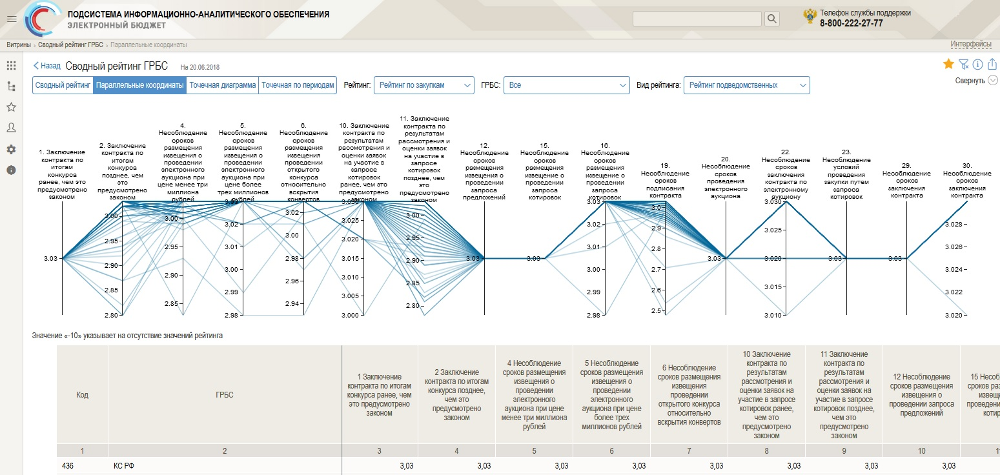 ПОДСИСТЕМА ИНФОРМАЦИОННО-АНАЛИТИЧЕСКОГО ОБЕСПЕЧЕНИЯ
ЭЛЕКТРОННЫЙ БЮДЖЕТ
Телефон службы поддержки
8-800-222-27-77
Витрины › Сводный рейтинг ГРБС › Параллельные координаты
Интерфейсы
Назад Сводный рейтинг ГРБС На 20.06.2018
Свернуть
Сводный рейтинг Параллельные координаты Точечная диаграмма Точечная по периодам Рейтинг: Рейтинг по закупкам ГРБС: Все Вид рейтинга: Рейтинг подведомственных
1. Заключение
контракта по
итогам
конкурса
ранее, чем это
предусмотрено
законом
2. Заключение
контракта по
итогам
конкурса
позднее, чем
это
предусмотрено
законом
4.
Несоблюдение
сроков
размещения
извещения о
проведении
электронного
аукциона при
цене менее три
миллиона
рублей
5.
Несоблюдение
сроков
размещения
извещения о
проведении
электронного
аукциона при
цене более
трех миллионов
рублей
6.
Несоблюдение
сроков
размещения
извещения
проведении
открытого
конкурса
относительно
вскрытия
конвертов
10. Заключение
контракта по
результатам
рассмотрения и
оценки заявок
на участие в
запросе
котировок
ранее, чем это
предусмотрено
законом
11. Заключение
контракта по
результатам
рассмотрения и
оценки заявок
на участие в
запросе
котировок
позднее, чем
это
предусмотрено
законом
12.
Несоблюдение
сроков
размещения
извещения о
проведении
запроса
предложений
15.
Несоблюдение
сроков
размещения
извещение о
проведении
запроса
котировок
16.
Несоблюдение
сроков
размещения
извещение о
проведении
запроса
котировок
19.
Несоблюдение
сроков
подписания
контракта
20.
Несоблюдение
сроков
проведения
электронного
аукциона
22.
Несоблюдение
сроков
заключения
контракта по
электронному
аукциону
23.
Несоблюдение
условий
проведения
закупки путем
запроса
котировок
29.
Несоблюдение
сроков
заключения
контракта
30.
Несоблюдение
сроков
заключения
контракта
3.03
3.00
2.95
2.90
2.85
2.80
3.00
2.95
2.90
2.85
3.03
3.02
3.01
3.00
2.99
2.98
3.02
3.00
2.98
2.96
2.94
3.030
3.025
3.020
3.015
3.010
3.005
3.000
3.00
2.95
2.90
2.85
2.80
3.03
3.03
3.03
3.02
3.01
3.00
2.99
2.98
3.0
2.9
2.8
2.7
2.6
2.5
3.03
3.030
3.025
3.020
3.015
3.010
3.03
3.03
3.028
3.026
3.024
3.022
3.020
Значение «-10» указывает на отсутствие значений рейтинга
Код
ГРБС
1 Заключение
контракта по итогам
конкурса ранее, чем
это предусмотрено
законом
2 Заключение
контракта по итогам
конкурса позднее,
чем это
предусмотрено
законом
4 Несоблюдение
сроков размещения
извещения о
проведении
электронного
аукциона при цене
менее три миллиона
рублей
5 Несоблюдение
сроков размещения
извещения о
проведении
электронного
аукциона при цене
более трех
миллионов рублей
6 Несоблюдение
сроков размещения
извещения
проведении
открытого конкурса
относительно
вскрытия конвертов
10 Заключение
контракта по
результатам
рассмотрения и
оценки заявок на
участие в запросе
котировок ранее,
чем это
предусмотрено
законом
11 Заключение
контракта по
результатам
рассмотрения и
оценки заявок на
участие в запросе
котировок позднее,
чем это
предусмотрено
законом
12 Несоблюдение
сроков размещения
извещения о
проведении запроса
предложений
15 Несоб
сроков ра
извеще
проведени
котир
1 2 3 4 5 6 7 8 9 10 1
436 КС РФ 3,03 3,03 3,03 3,03 3,03 3,03 3,03 3,03